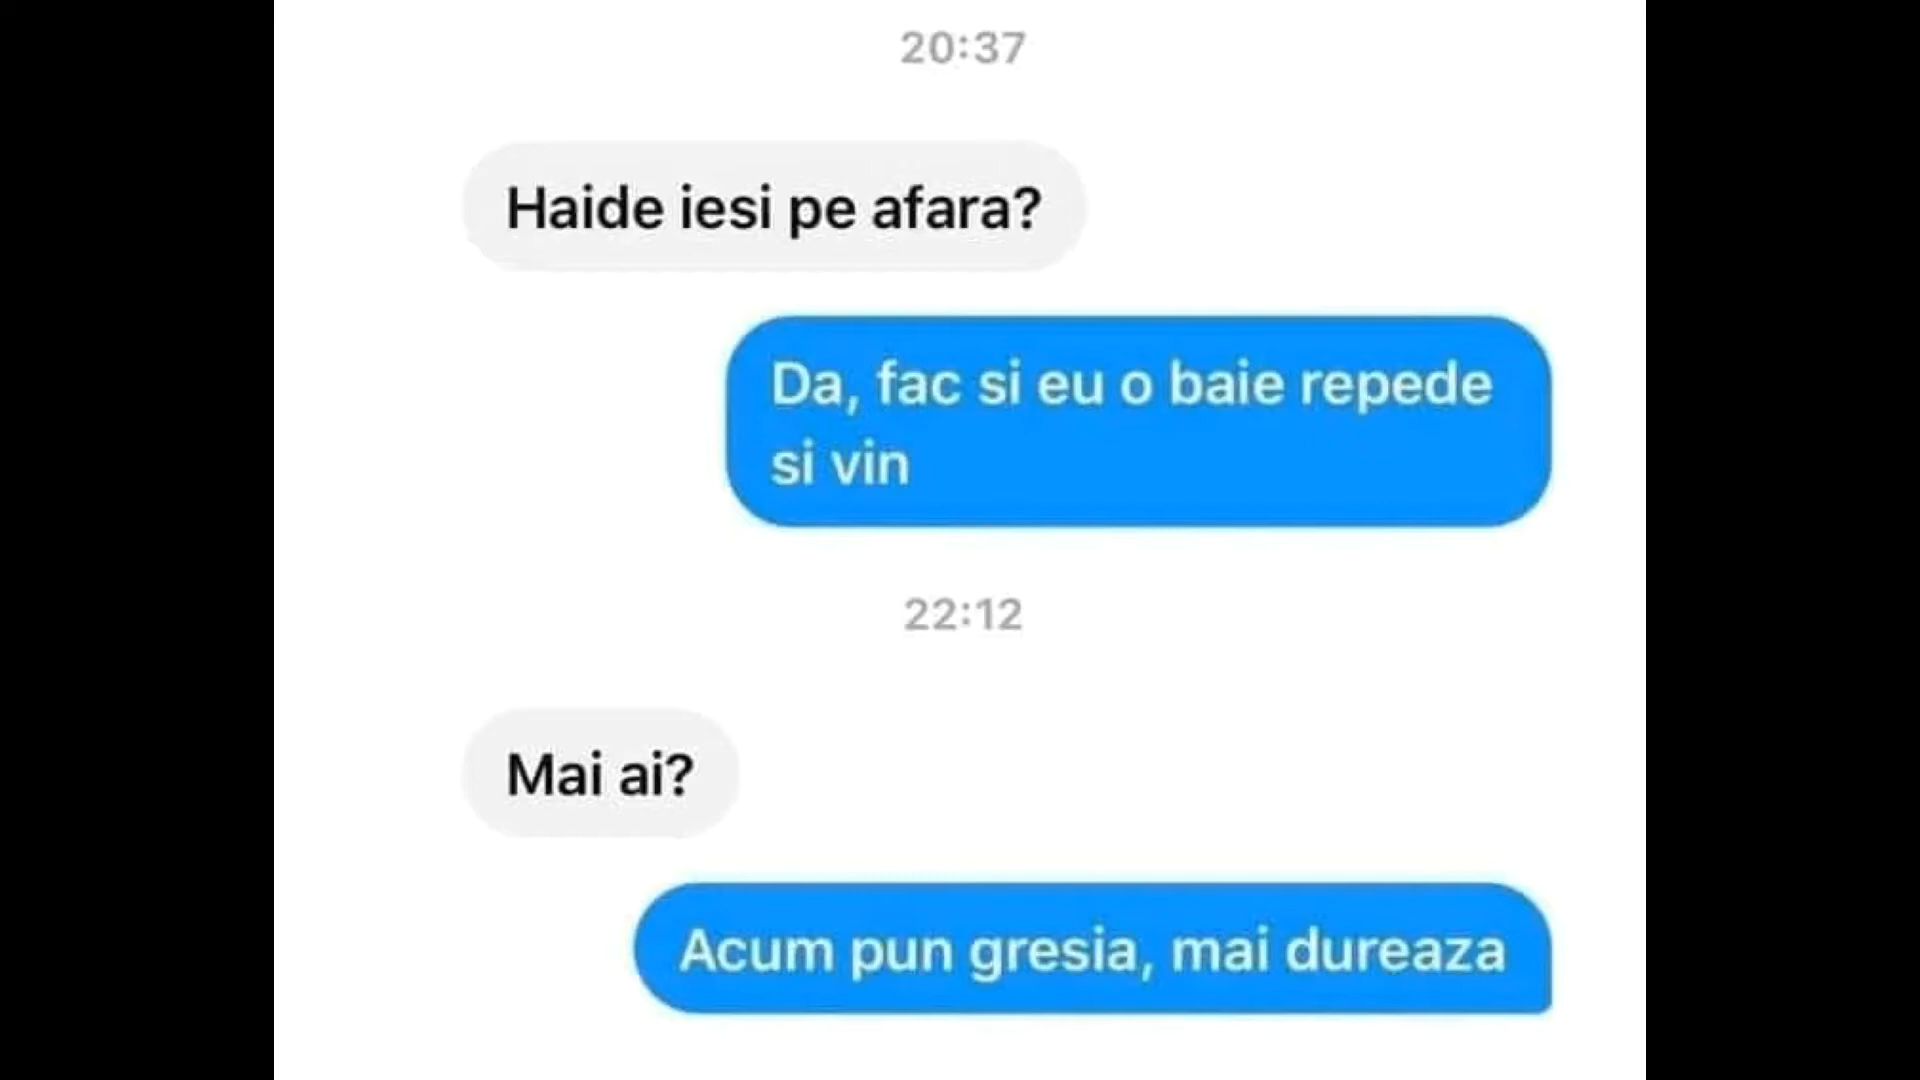 20:37
Haide iesi pe afara?
Da, fac si eu o baie repede
si vin
22:12
Mai ai?
Acum pun gresia, mai dureaza